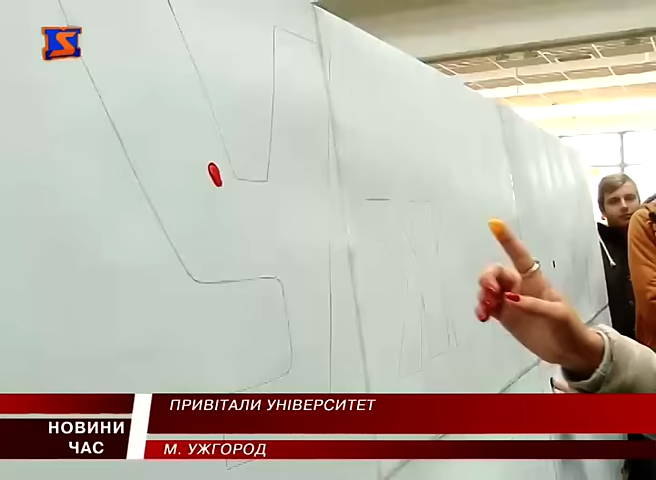 S
ПРИВІТАЛИ УНІВЕРСИТЕТ
НОВИНИ
ЧАС
М. УЖГОРОД